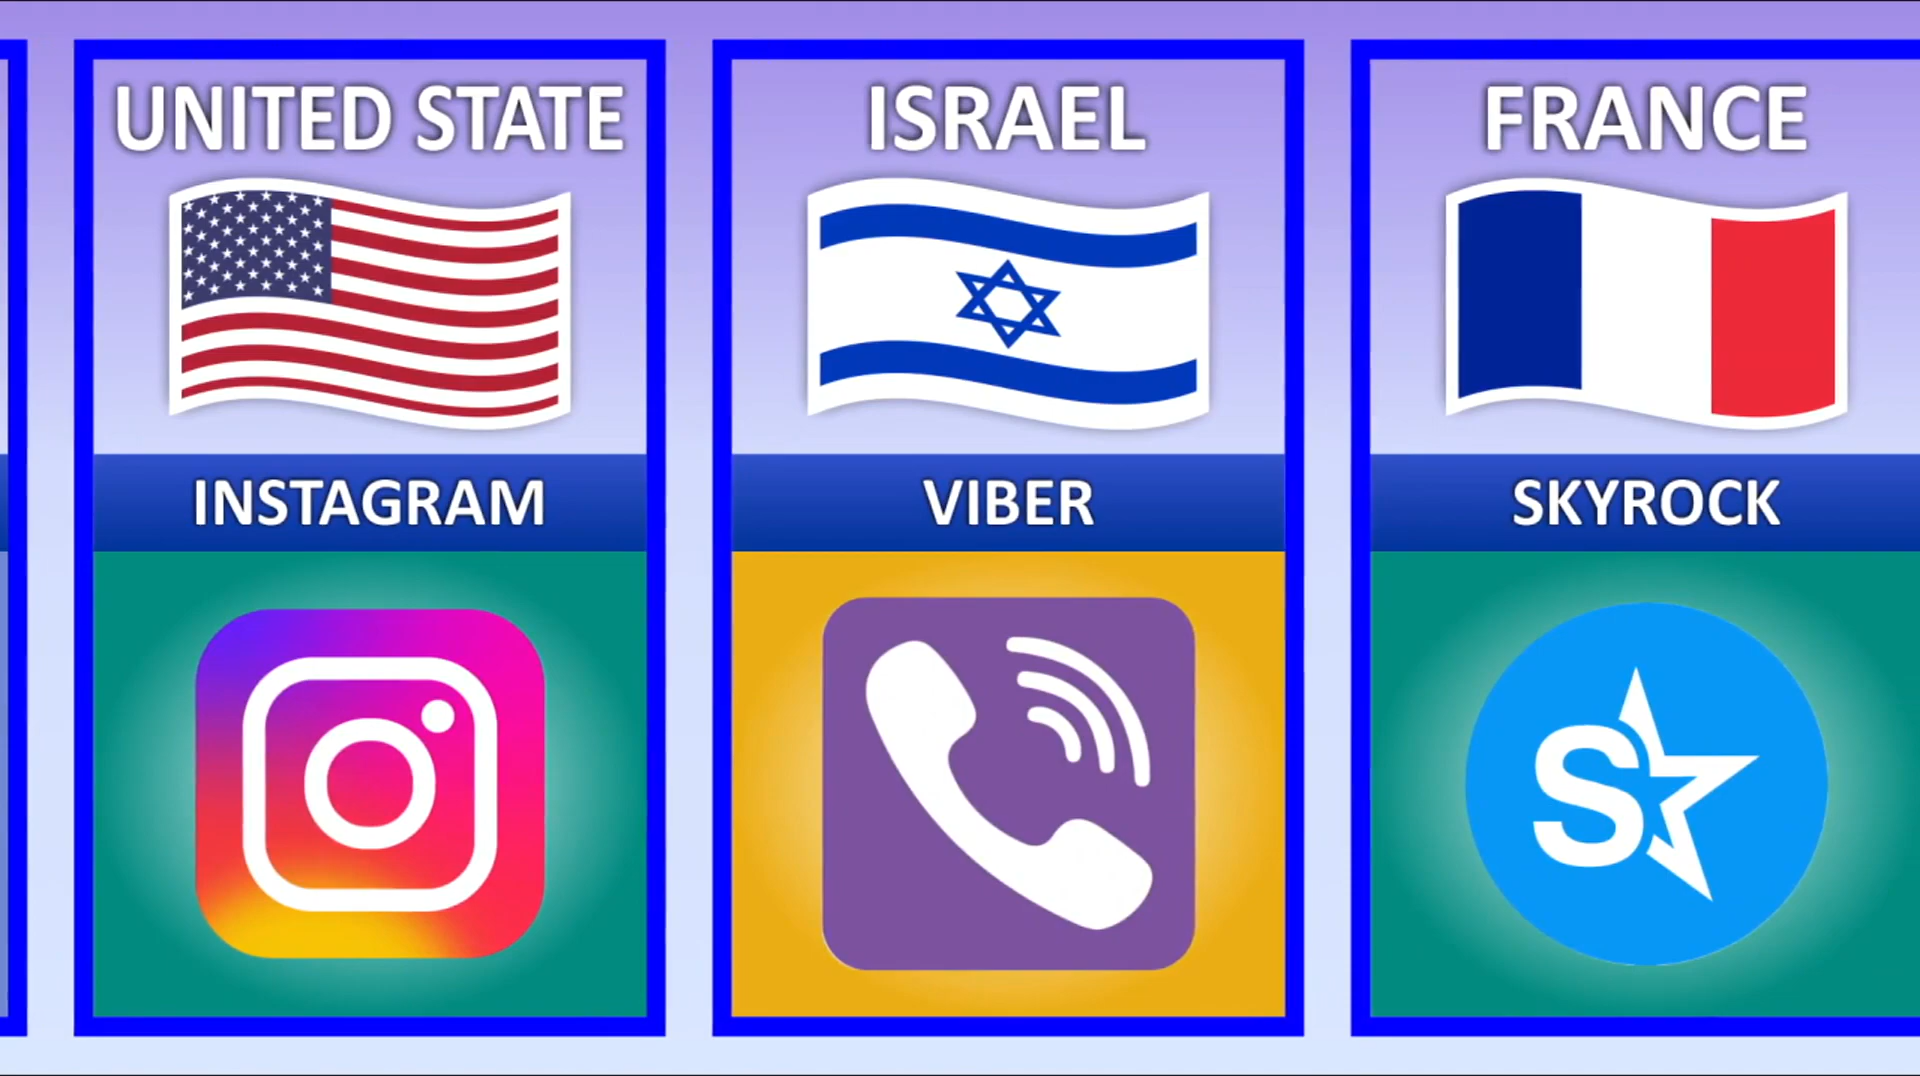 UNITED STATE
INSTAGRAM
ISRAEL
VIBER
FRANCE
SKYROCK
S